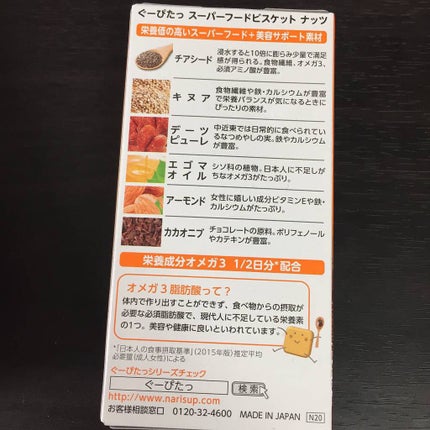 ぐーぴたっ スーパーフードビスケット ナッツ
栄養価の高いスーパーフード+美容サポート素材
チアシード
浸水すると10倍に膨らみ少量で満足
感が得られる。食物繊維、オメガ3、
必須アミノ酸が豊富。
キヌア
食物繊維や鉄・カルシウムが豊富
で栄養バランスが気になるときに
ぴったりの素材。
デーツ
ピューレ
中近東では日常的に食べられてい
るなつめやしの実。鉄やカルシウム
が豊富。
エゴマ
オイル
シソ科の植物。日本人に不足しが
ちなオメガ3がたっぷり。
アーモンド
女性に嬉しい成分ビタミンEや鉄・
カルシウムがたっぷり。
カカオニブ
チョコレートの原料。ポリフェノール
やカテキンが豊富。
栄養成分オメガ3 1/2日分*配合
オメガ3脂肪酸って?
体内で作り出すことができず、食べ物からの摂取が
必要な必須脂肪酸で、現代人に不足している栄養素
の1つ。美容や健康に良いといわれています。
*「日本人の食事摂取基準」(2015年版)推定平均
必要量(成人女性)による
ぐーぴたっシリーズチェック
ぐーぴたっ 検索
http://www.narisup.com
お客様相談窓口 0120-32-4600 MADE IN JAPAN N20